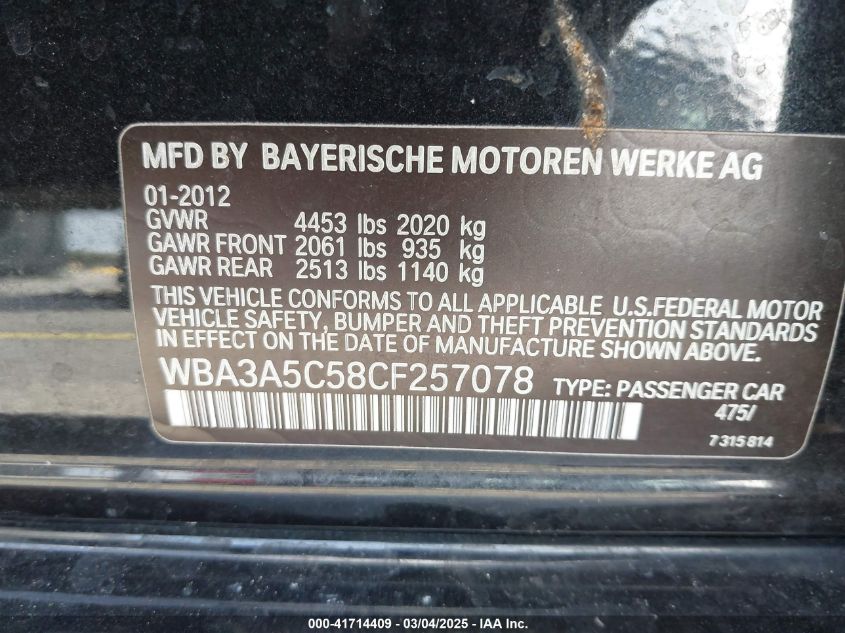 MFD BY BAYERISCHE MOTOREN WERKE AG
01-2012
GVWR 4453 lbs 2020 kg
GAWR FRONT 2061 lbs 935 kg
GAWR REAR 2513 lbs 1140 kg
THIS VEHICLE CONFORMS TO ALL APPLICABLE U.S.FEDERAL MOTOR
VEHICLE SAFETY, BUMPER AND THEFT PREVENTION STANDARDS
IN EFFECT ON THE DATE OF MANUFACTURE SHOWN ABOVE.
WBA3A5C58CF257078 TYPE: PASSENGER CAR
475/
7315814
000-41714409 - 03/04/2025 - IAA Inc.